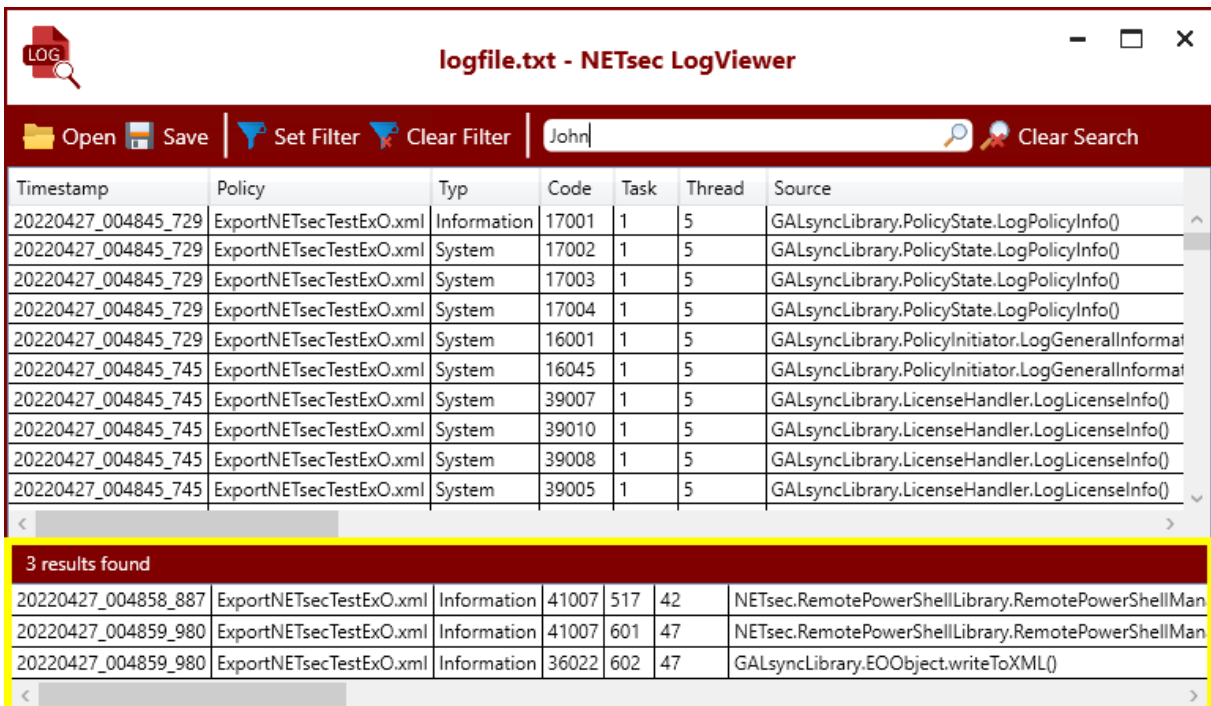 LOG
logfile.txt - NETsec LogViewer
Open Save Set Filter Clear Filter John Clear Search
Timestamp Policy Typ Code Task Thread Source
20220427_004845_729 ExportNETsecTestExO.xml Information 17001 1 5 GALsyncLibrary.PolicyState.LogPolicyInfo()
20220427_004845_729 ExportNETsecTestExO.xml System 17002 1 5 GALsyncLibrary.PolicyState.LogPolicyInfo()
20220427_004845_729 ExportNETsecTestExO.xml System 17003 1 5 GALsyncLibrary.PolicyState.LogPolicyInfo()
20220427_004845_729 ExportNETsecTestExO.xml System 17004 1 5 GALsyncLibrary.PolicyState.LogPolicyInfo()
20220427_004845_729 ExportNETsecTestExO.xml System 16001 1 5 GALsyncLibrary.PolicyInitiator.LogGenerallInformat
20220427_004845_745 ExportNETsecTestExO.xml System 16045 1 5 GALsyncLibrary.PolicyInitiator.LogGenerallInformat
20220427_004845_745 ExportNETsecTestExO.xml System 39007 1 5 GALsyncLibrary.LicenseHandler.LogLicenseInfo()
20220427_004845_745 ExportNETsecTestExO.xml System 39010 1 5 GALsyncLibrary.LicenseHandler.LogLicenseInfo()
20220427_004845_745 ExportNETsecTestExO.xml System 39008 1 5 GALsyncLibrary.LicenseHandler.LogLicenseInfo()
20220427_004845_745 ExportNETsecTestExO.xml System 39005 1 5 GALsyncLibrary.LicenseHandler.LogLicenseInfo()
3 results found
20220427_004858_887 ExportNETsecTestExO.xml Information 41007 517 42 NETsec.RemotePowerShellLibrary.RemotePowerShellMan
20220427_004859_980 ExportNETsecTestExO.xml Information 41007 601 47 NETsec.RemotePowerShellLibrary.RemotePowerShellMan
20220427_004859_980 ExportNETsecTestExO.xml Information 36022 602 47 GALsyncLibrary.EOObject.writeToXML()